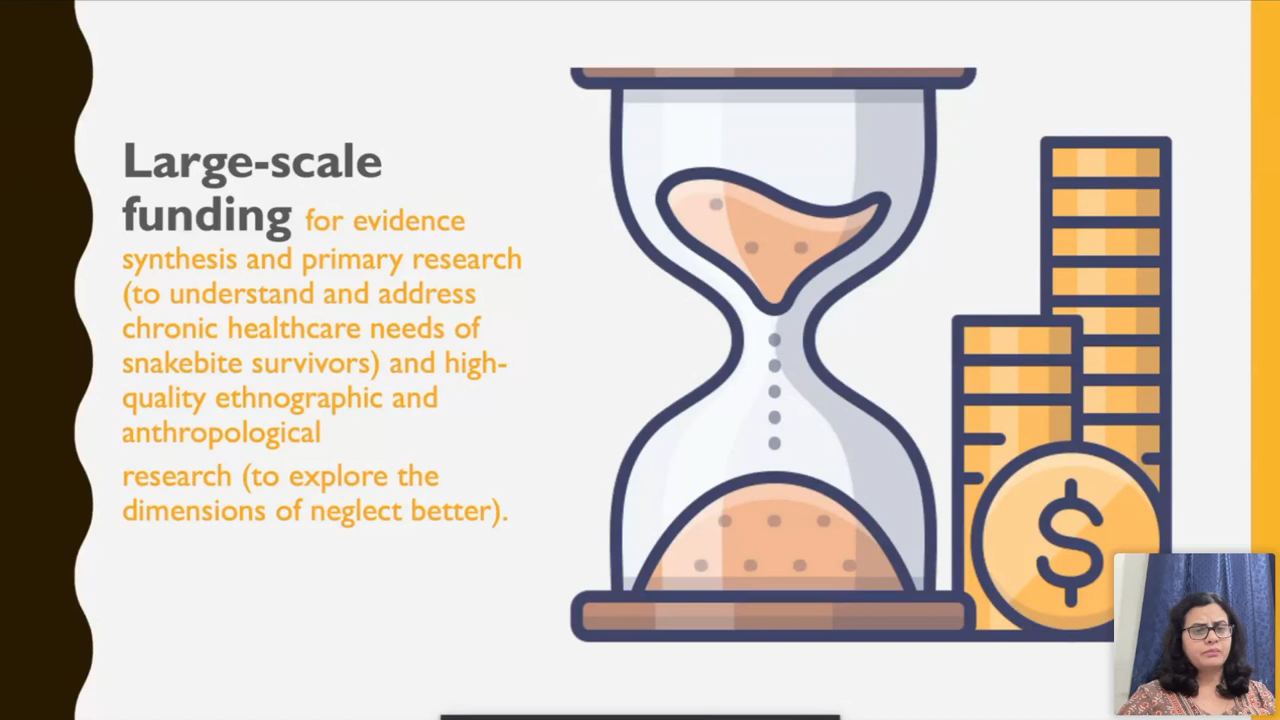 Large-scale
funding for evidence
synthesis and primary research
(to understand and address
chronic healthcare needs of
snakebite survivors) and high-
quality ethnographic and
anthropological
research (to explore the
dimensions of neglect better).
$